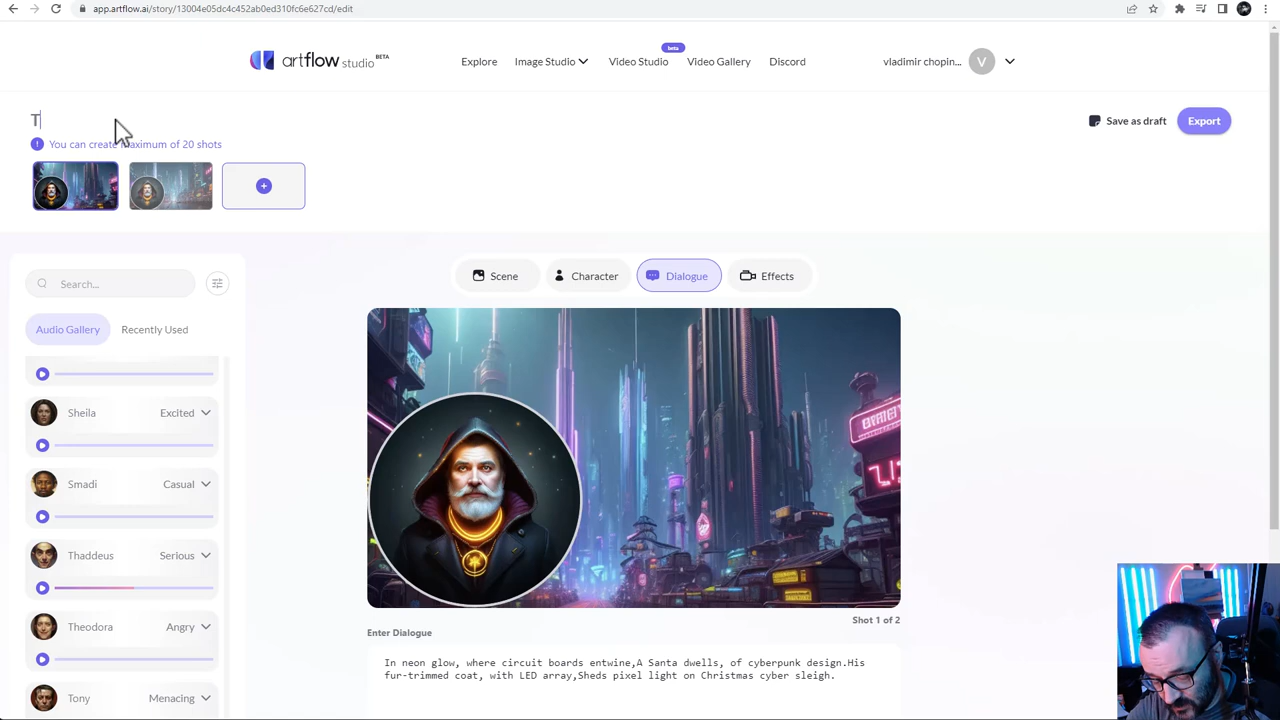 app.artflow.ai/story/13004e05dc4c452ab0ed310fc6e627cd/edit
artflow studio BETA
Explore
Image Studio
Video Studio
beta
Video Gallery
Discord
vladimir chopin...
V
T
Save as draft
Export
You can create maximum of 20 shots
Search...
Scene
Character
Dialogue
Effects
Audio Gallery
Recently Used
Sheila
Excited
Smadi
Casual
Thaddeus
Serious
Theodora
Angry
Tony
Menacing
Shot 1 of 2
Enter Dialogue
In neon glow, where circuit boards entwine,A Santa dwells, of cyberpunk design.His
fur-trimmed coat, with LED array,Sheds pixel light on Christmas cyber sleigh.